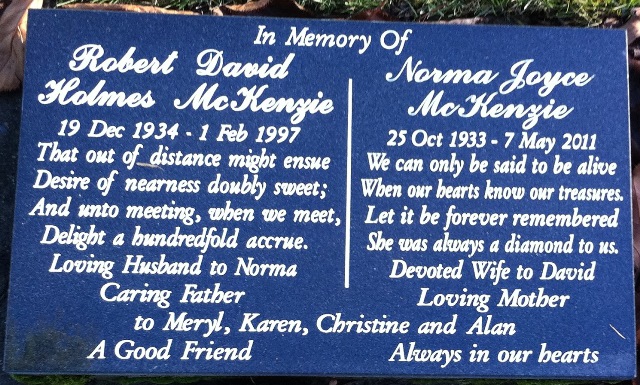 In Memory Of
Robert David
Holmes McKenzie
19 Dec 1934 - 1 Feb 1997
That out of distance might ensue
Desire of nearness doubly sweet;
And unto meeting, when we meet,
Delight a hundredfold accrue.
Loving Husband to Norma
Caring Father
Norma Joyce
McKenzie
25 Oct 1933 - 7 May 2011
We can only be said to be alive
When our hearts know our treasures.
Let it be forever remembered
She was always a diamond to us.
Devoted Wife to David
Loving Mother
to Meryl, Karen, Christine and Alan
A Good Friend
Always in our hearts